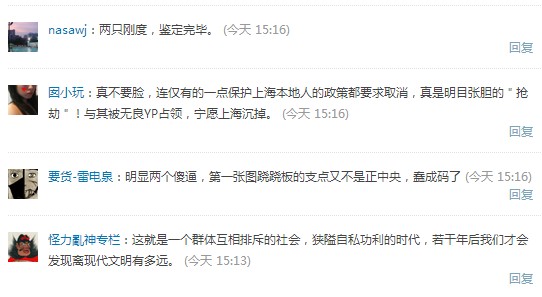 nasawj：两只刚度，鉴定完毕。 (今天 15:16)
回复
囡小玩：真不要脸，连仅有的一点保护上海本地人的政策都要求取消，真是明目张胆的＂抢
劫＂！与其被无良YP占领，宁愿上海沉掉。 (今天 15:16)
回复
要货-雷电泉：明显两个傻逼，第一张图跷跷板的支点又不是正中央，蠢成码了 (今天 15:16)
回复
怪力亂神专栏：这就是一个群体互相排斥的社会，狭隘自私功利的时代，若干年后我们才会
发现离现代文明有多远。 (今天 15:13)
回复